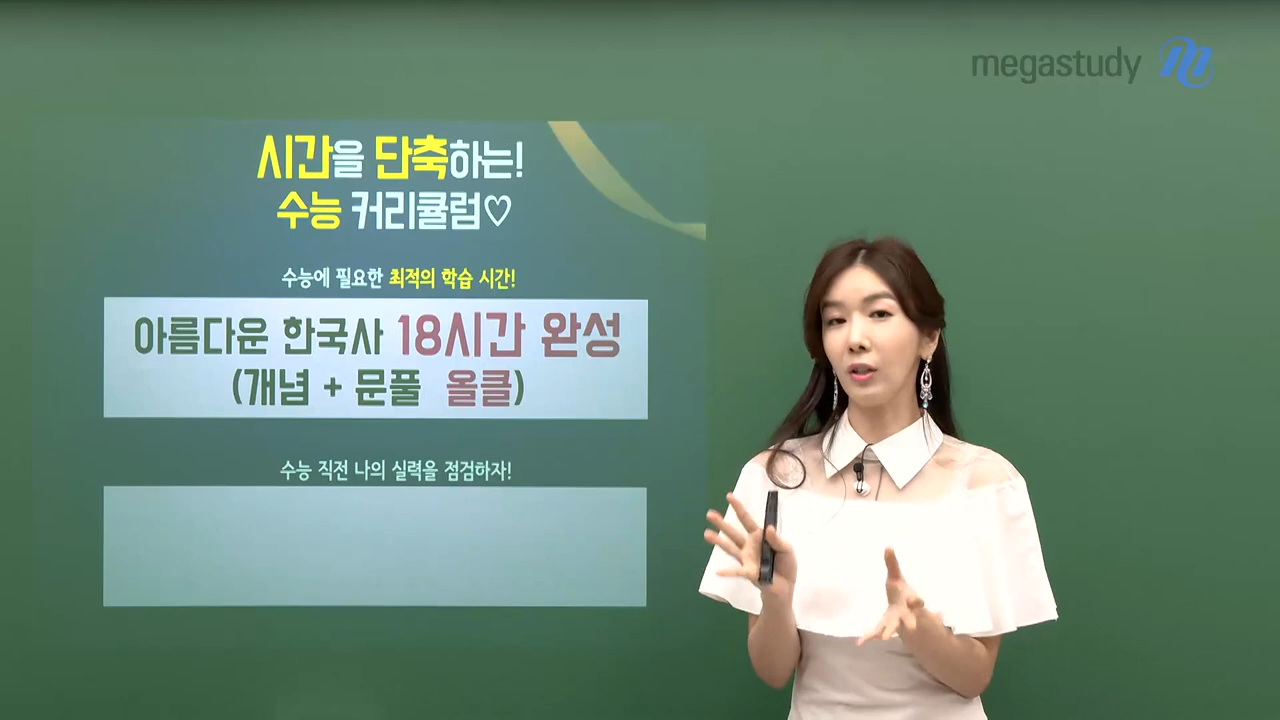 megastudy
시간을 단축하는!
수능 커리큘럼♡
수능에 필요한 최적의 학습 시간!
아름다운 한국사 18시간 완성
(개념 + 문풀 올클)
수능 직전 나의 실력을 점검하자!